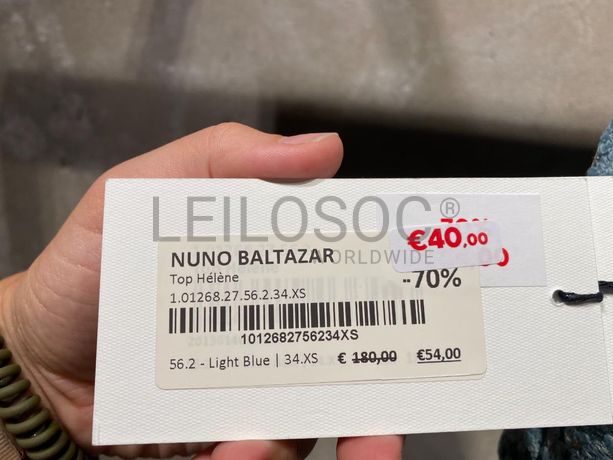 LEILOSOC®
WORLDWIDE
€40,00
NUNO BALTAZAR
Top Hélène
-70%
1.01268.27.56.2.34.XS
1012682756234XS
56.2 - Light Blue | 34.XS € 180,00 €54,00